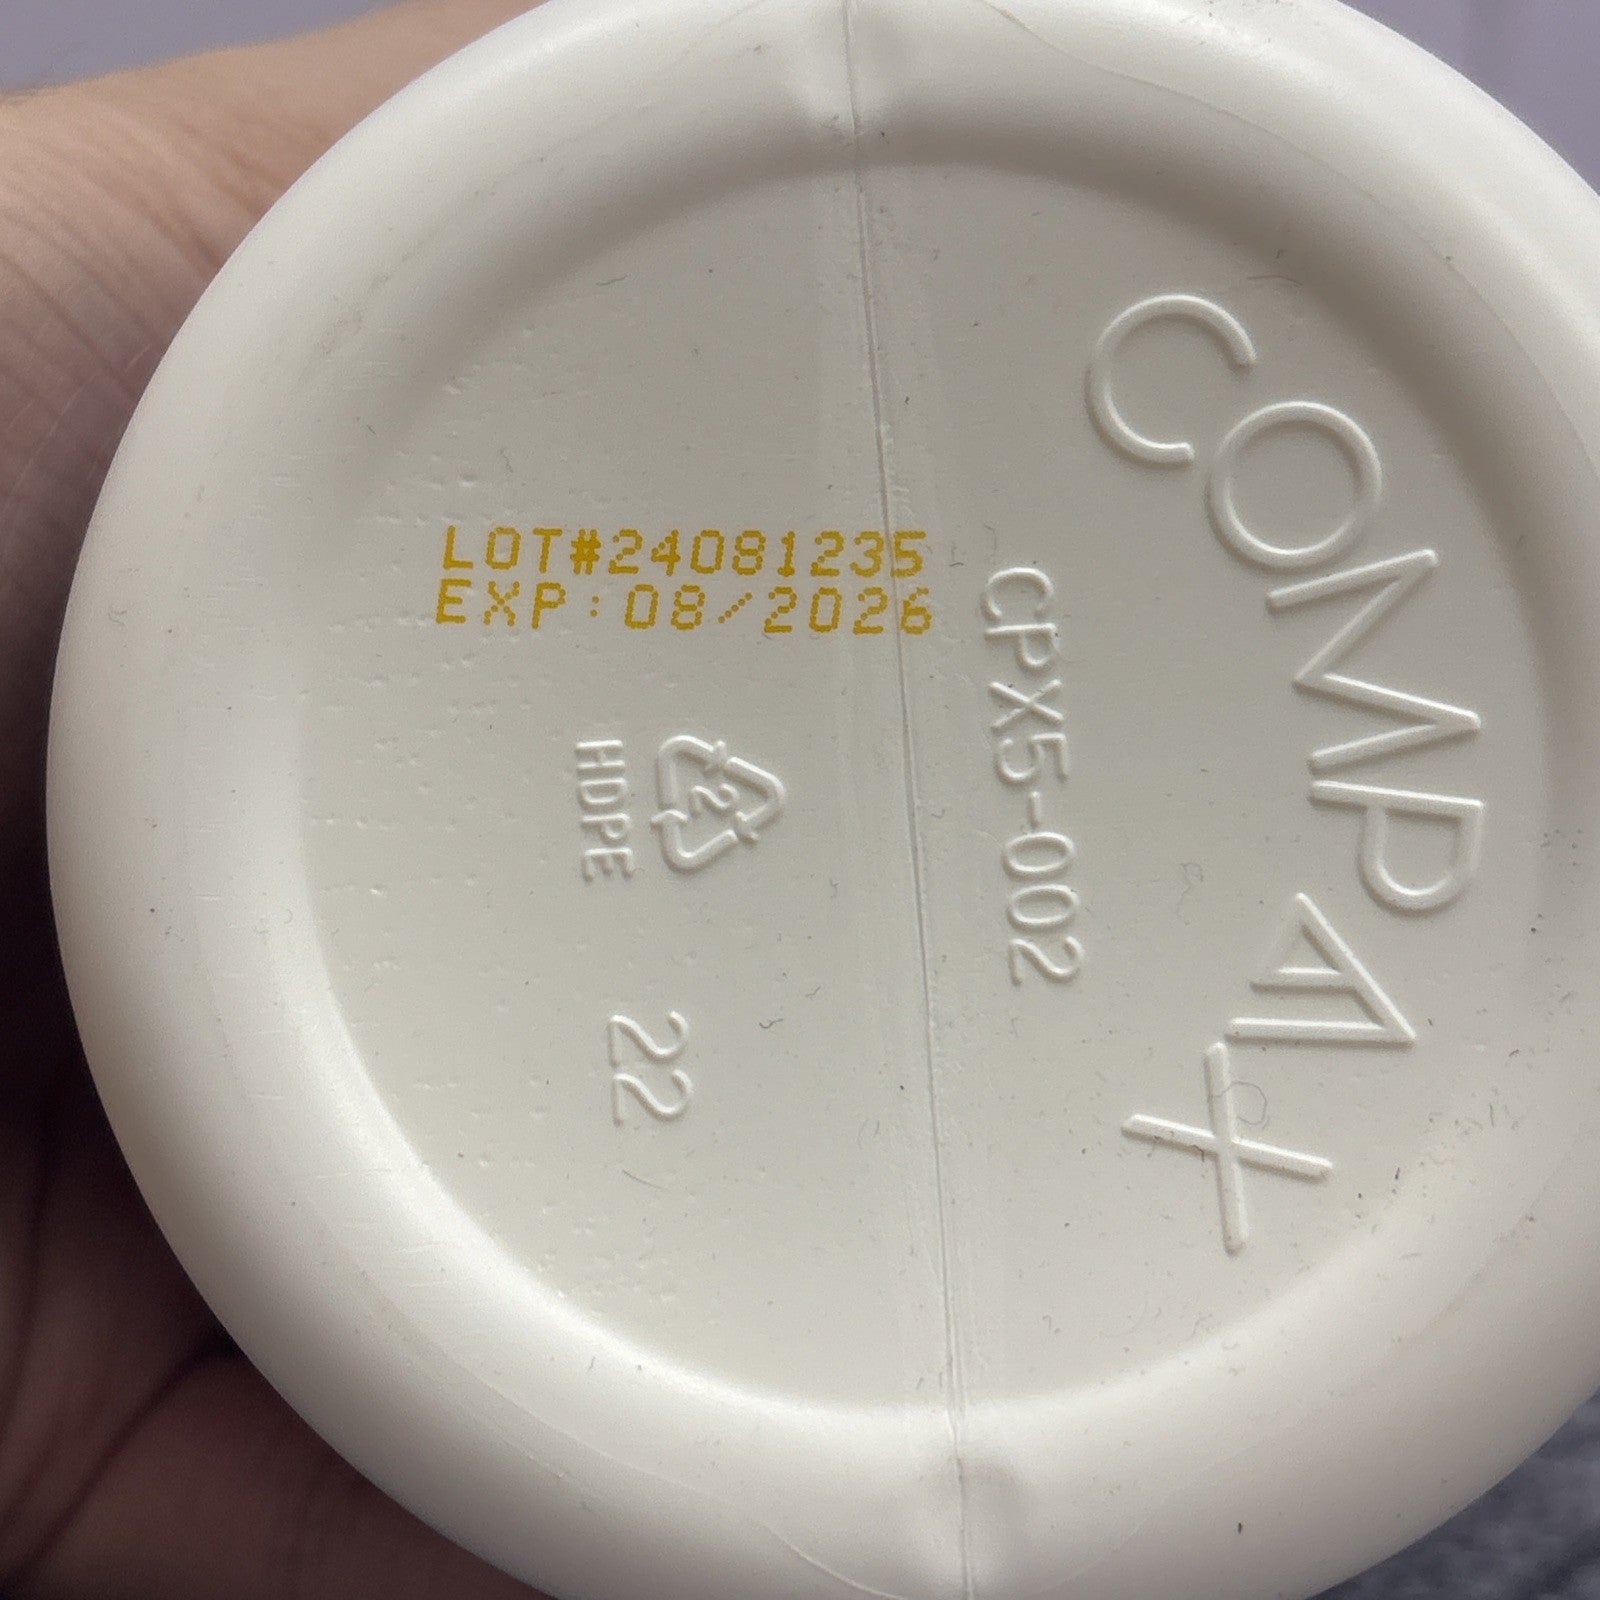 LOT#24081235
EXP:08/2026
COMPAX
CPX5-002
2
HDPE
22